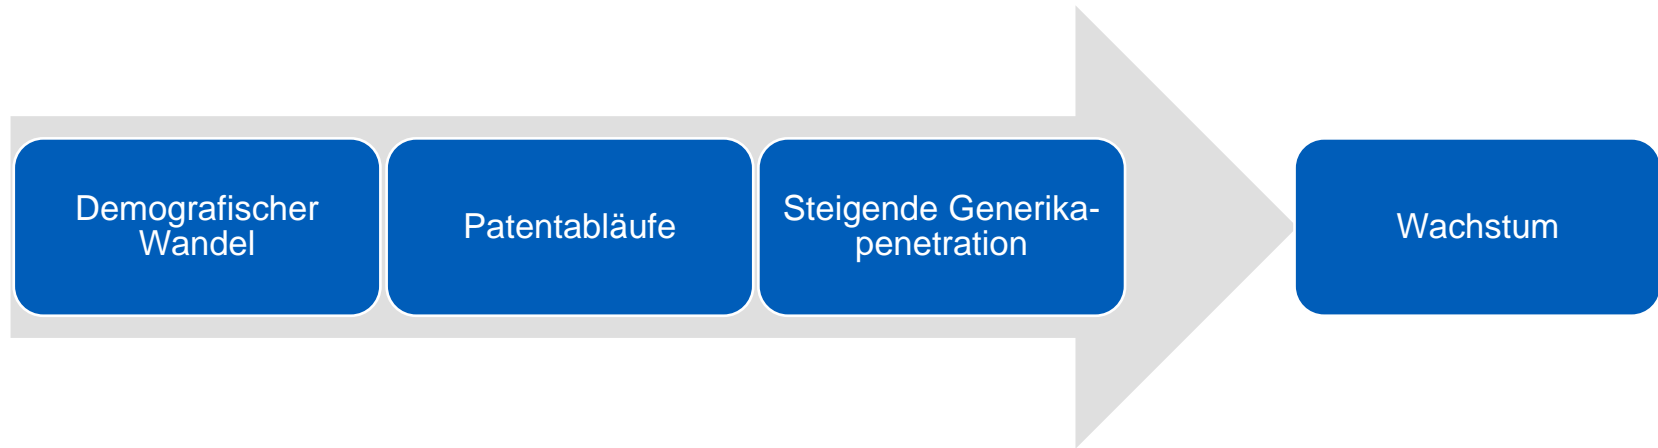 Demografischer
Wandel
Patentabläufe
Steigende Generika-
penetration
Wachstum